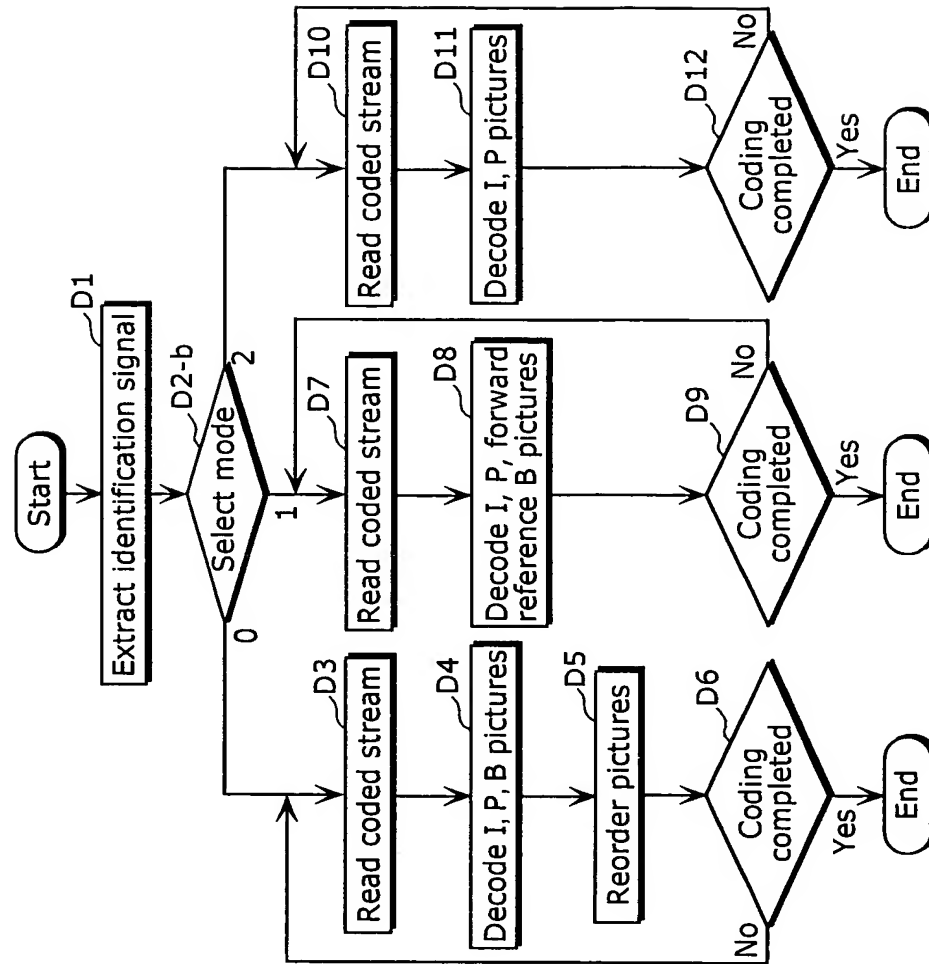 Start
D1
Extract identification signal
D2-b
Select mode
0
1
2
D3
Read coded stream
D4
Decode I, P, B pictures
D5
Reorder pictures
D6
Coding
completed
No
Yes
End
D7
Read coded stream
D8
Decode I, P, forward
reference B pictures
D9
Coding
completed
No
Yes
End
D10
Read coded stream
D11
Decode I, P pictures
D12
Coding
completed
No
Yes
End